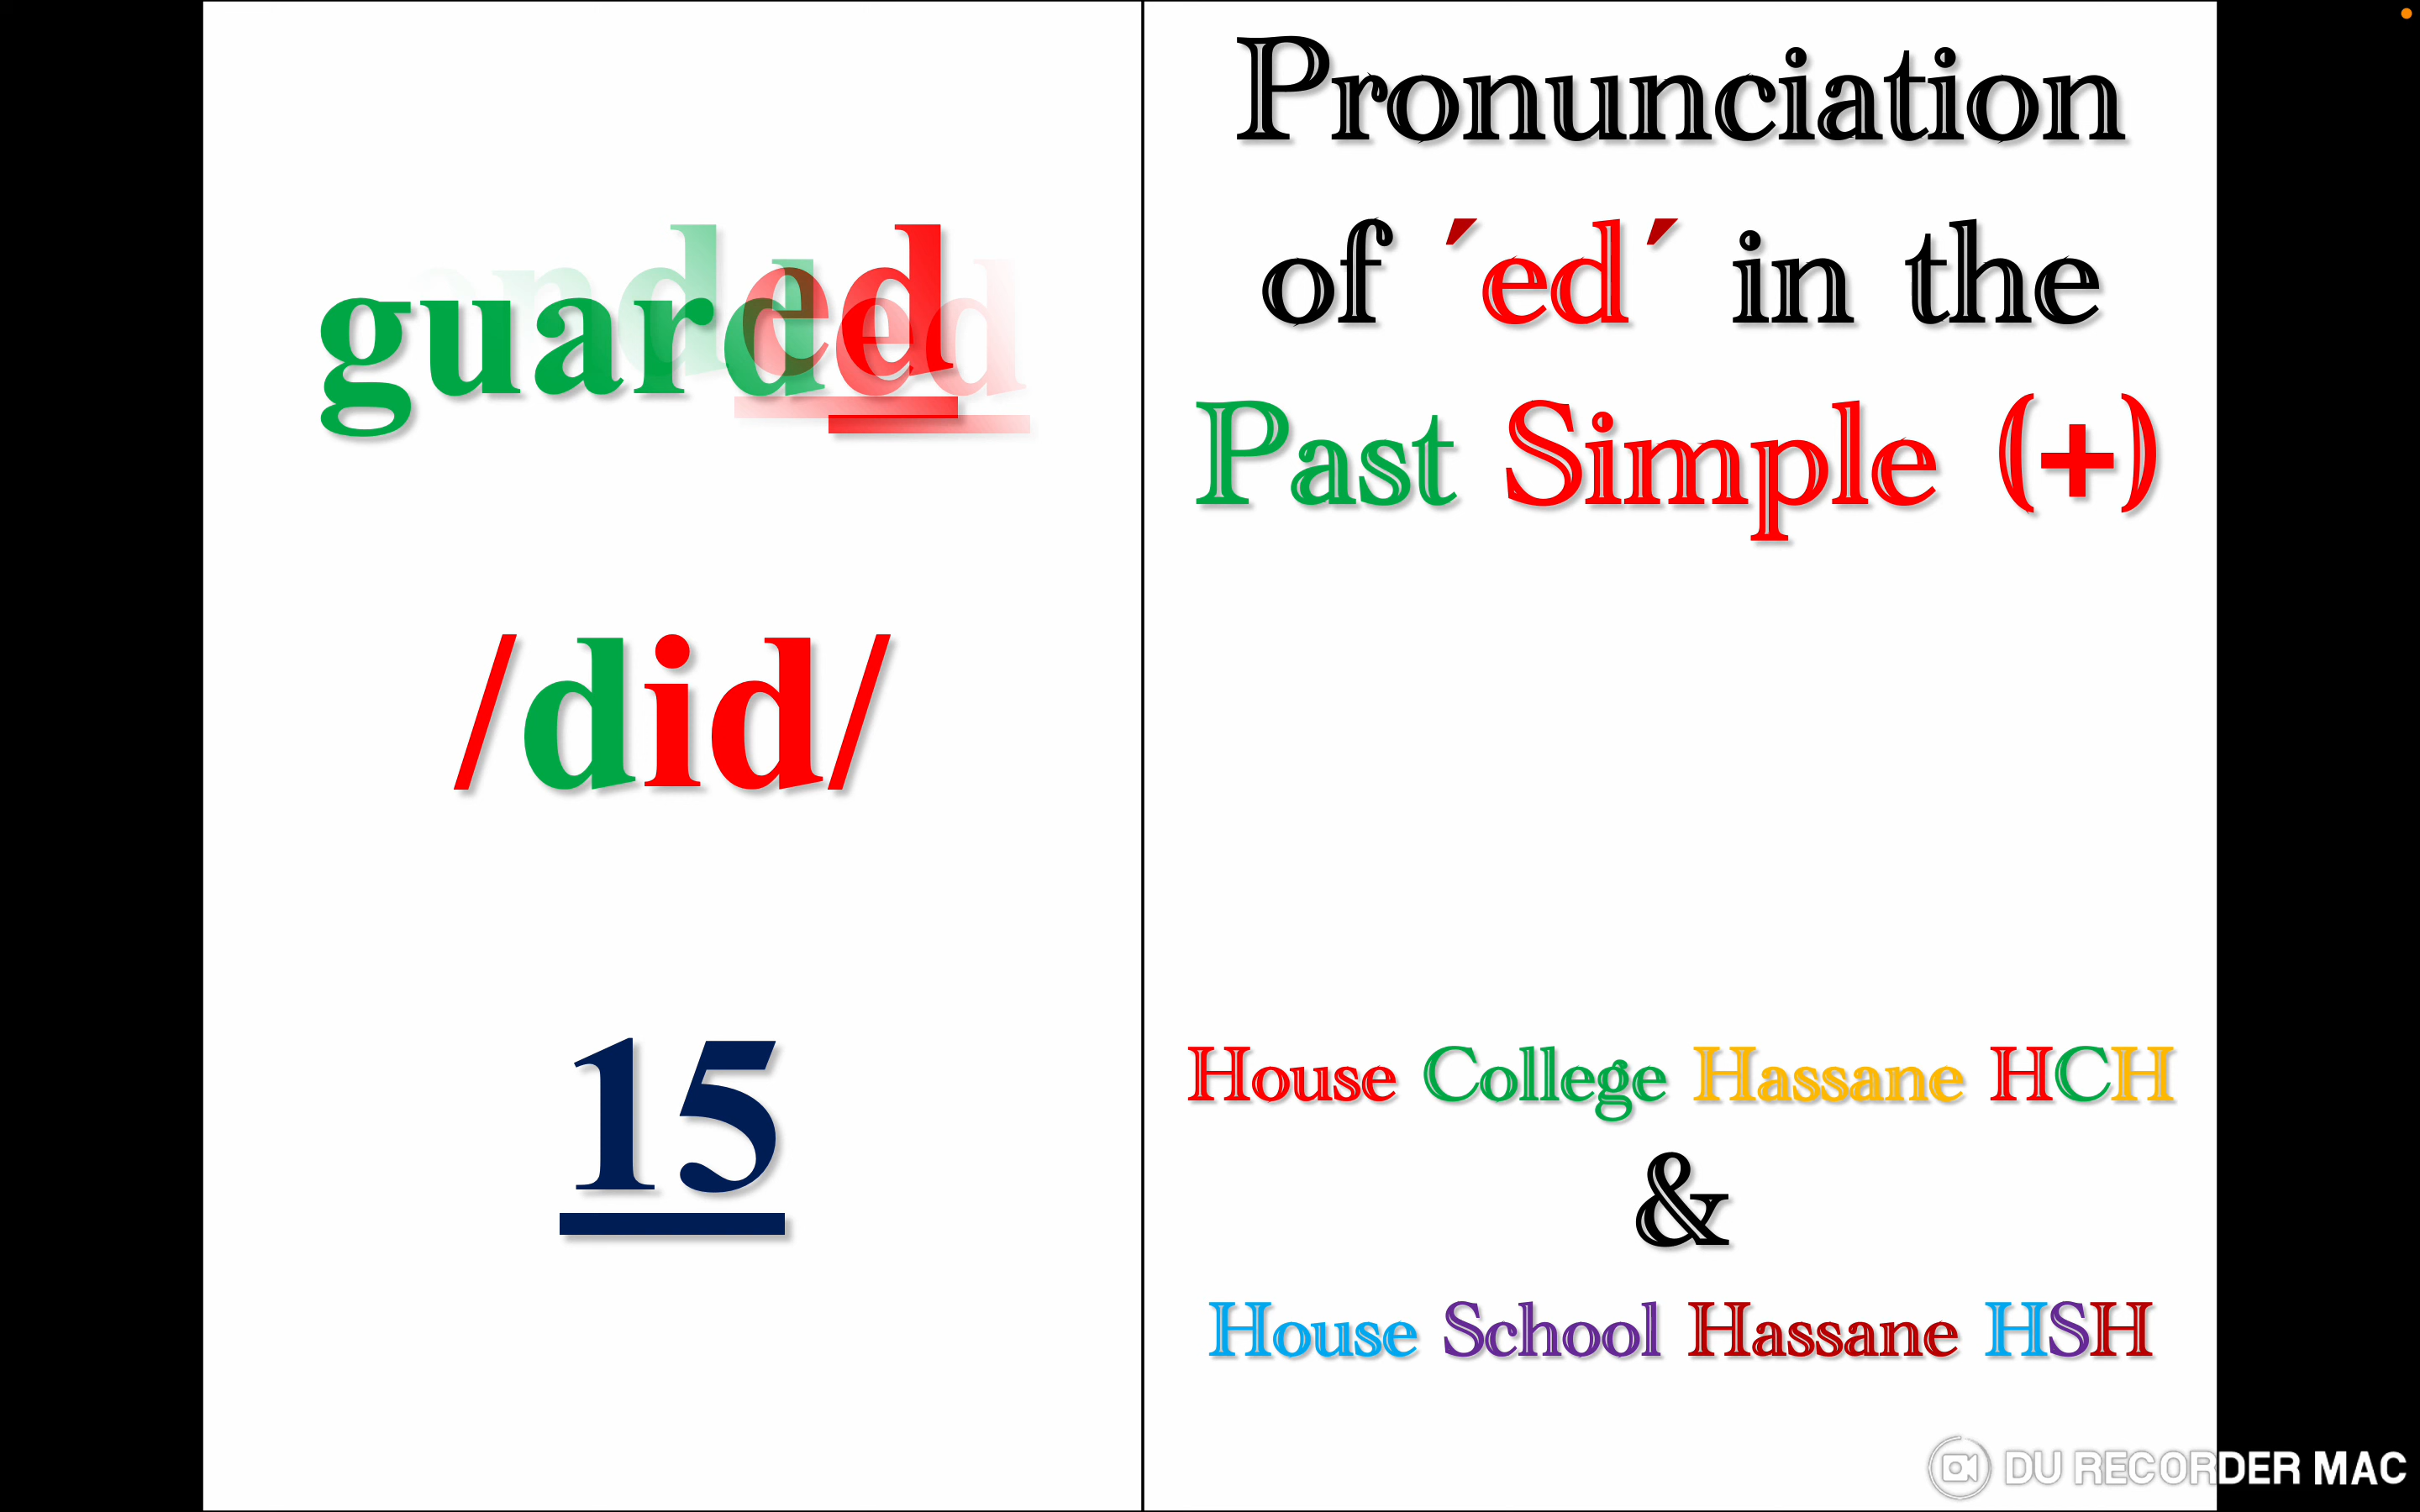 guarded
/did/
15
Pronunciation
of ´ed´ in the
Past Simple (+)
House College Hassane HCH
&
House School Hassane HSH
DU RECORDER MAC